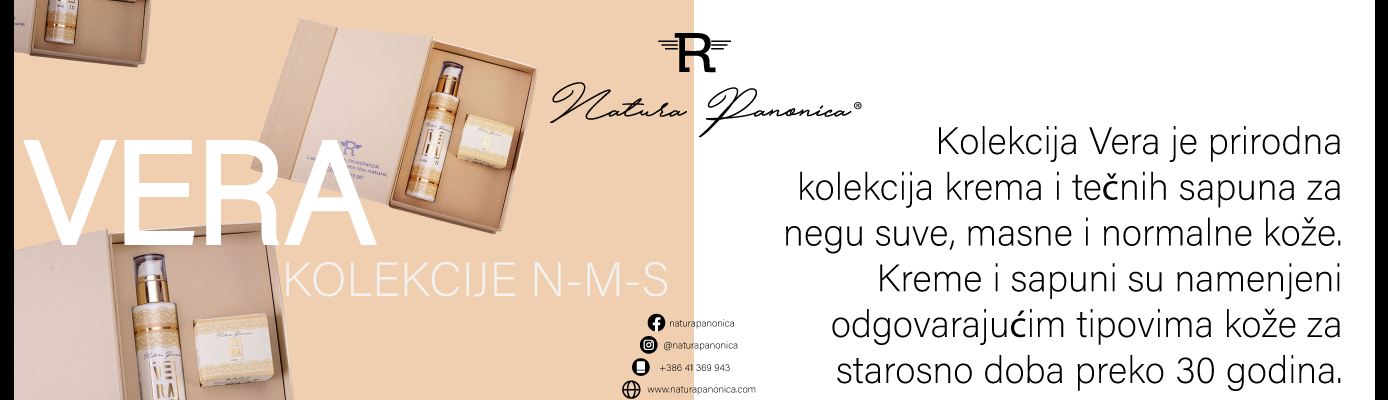 R
Natura Panonica®
VERA
KOLEKCIJE N-M-S
naturapanonica
@naturapanonica
+386 41 369 943
www.naturapanonica.com
Kolekcija Vera je prirodna
kolekcija krema i tečnih sapuna za
negu suve, masne i normalne kože.
Kreme i sapuni su namenjeni
odgovarajućim tipovima kože za
starosno doba preko 30 godina.